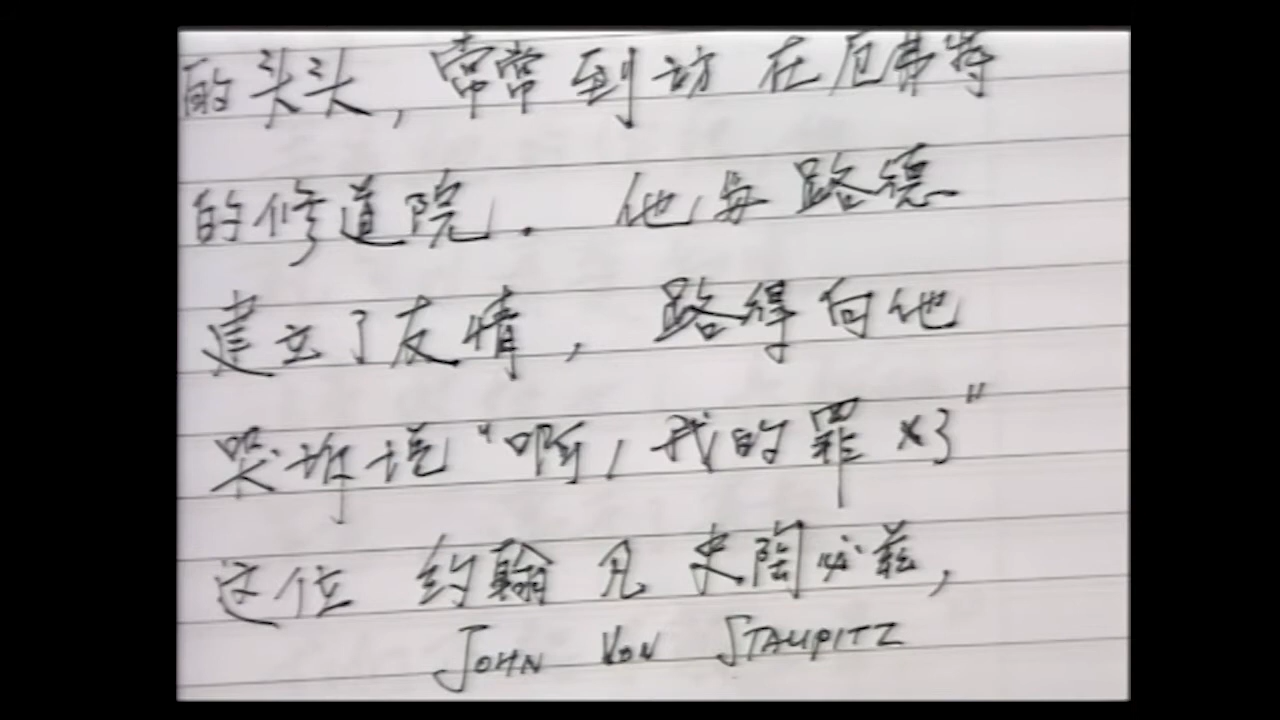 的头头，常常到访 在厄弗特
的修道院. 他与路德
建立了友情，路得向他
哭诉说“啊，我的罪 x3”
这位 约翰 凡 史陶必兹，
JOHN VON STAUPITZ